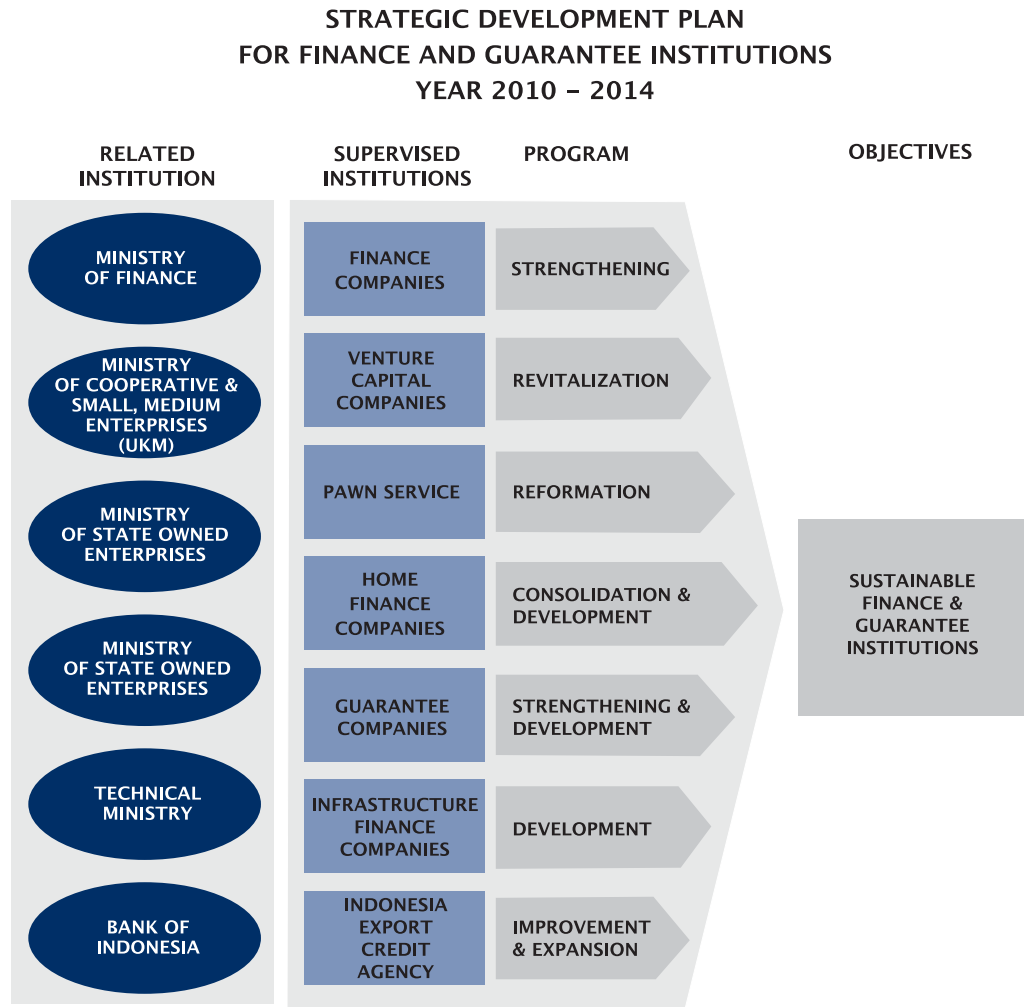 STRATEGIC DEVELOPMENT PLAN
FOR FINANCE AND GUARANTEE INSTITUTIONS
YEAR 2010 – 2014
RELATED
INSTITUTION
SUPERVISED
INSTITUTIONS
PROGRAM
OBJECTIVES
MINISTRY
OF FINANCE
MINISTRY
OF COOPERATIVE &
SMALL, MEDIUM
ENTERPRISES
(UKM)
MINISTRY
OF STATE OWNED
ENTERPRISES
MINISTRY
OF STATE OWNED
ENTERPRISES
TECHNICAL
MINISTRY
BANK OF
INDONESIA
FINANCE
COMPANIES
STRENGTHENING
VENTURE
CAPITAL
COMPANIES
REVITALIZATION
PAWN SERVICE
REFORMATION
HOME
FINANCE
COMPANIES
CONSOLIDATION &
DEVELOPMENT
GUARANTEE
COMPANIES
STRENGTHENING &
DEVELOPMENT
INFRASTRUCTURE
FINANCE
COMPANIES
DEVELOPMENT
INDONESIA
EXPORT
CREDIT
AGENCY
IMPROVEMENT
& EXPANSION
SUSTAINABLE
FINANCE &
GUARANTEE
INSTITUTIONS